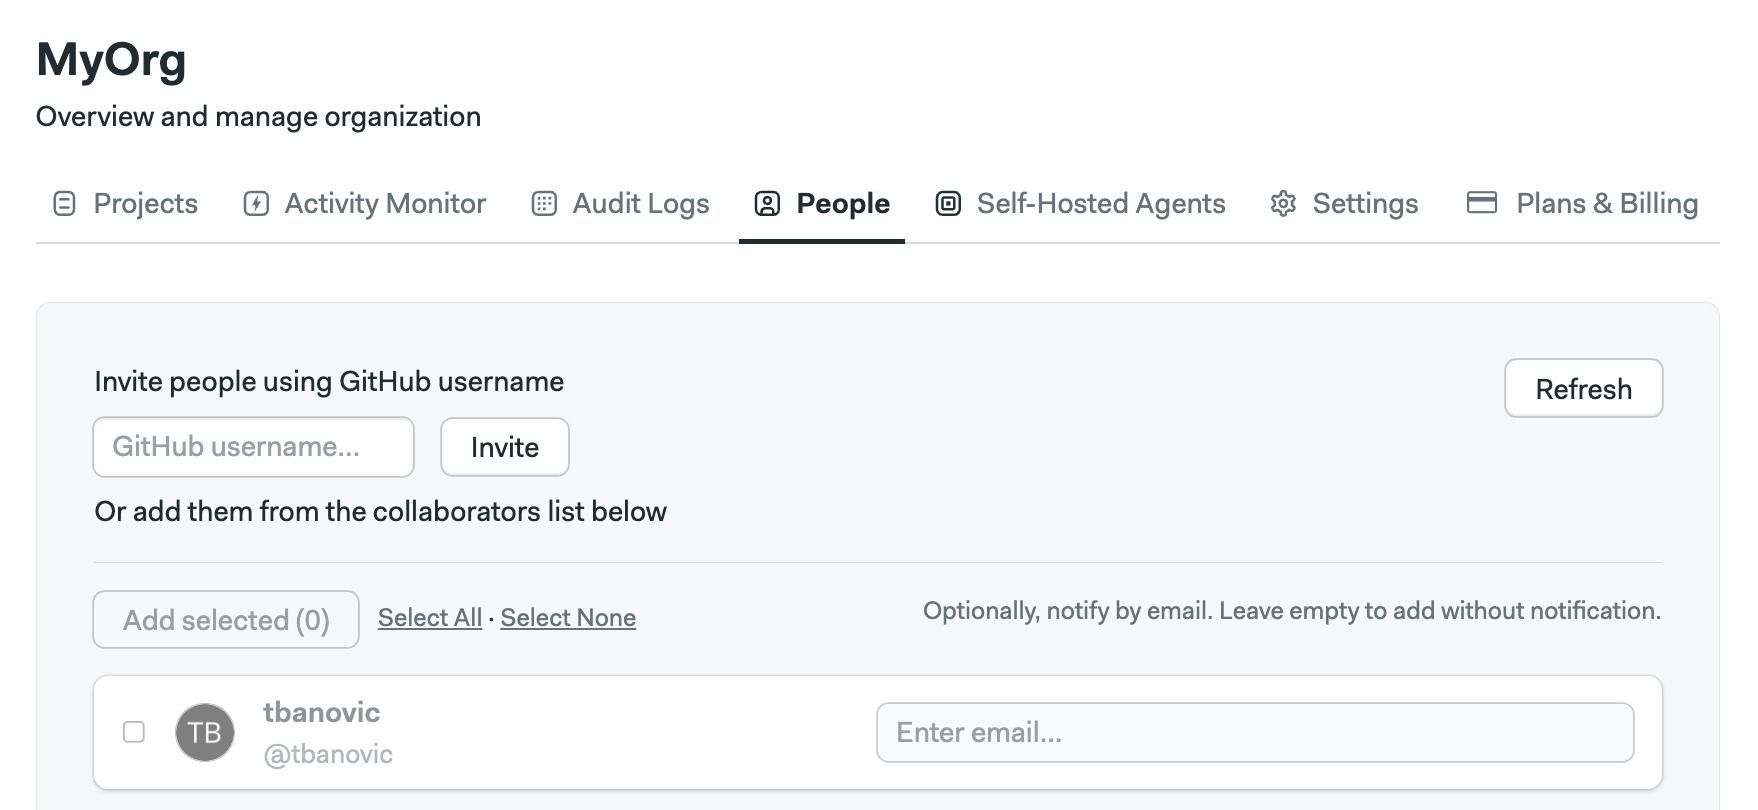 MyOrg
Overview and manage organization
Projects Activity Monitor Audit Logs People Self-Hosted Agents Settings Plans & Billing
Invite people using GitHub username
Refresh
GitHub username... Invite
Or add them from the collaborators list below
Add selected (0) Select All · Select None Optionally, notify by email. Leave empty to add without notification.
TB tbanovic
@tbanovic
Enter email...